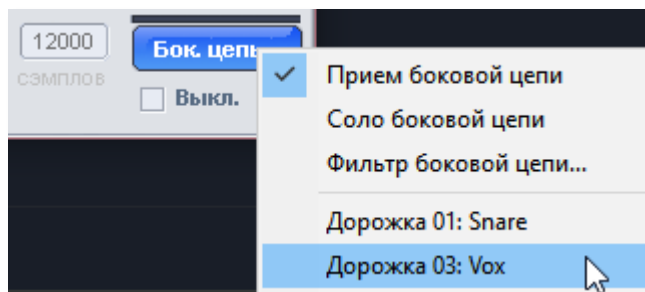 12000
Бок. цепь
сэмплов
Выкл.
Прием боковой цепи
Соло боковой цепи
Фильтр боковой цепи...
Дорожка 01: Snare
Дорожка 03: Vox